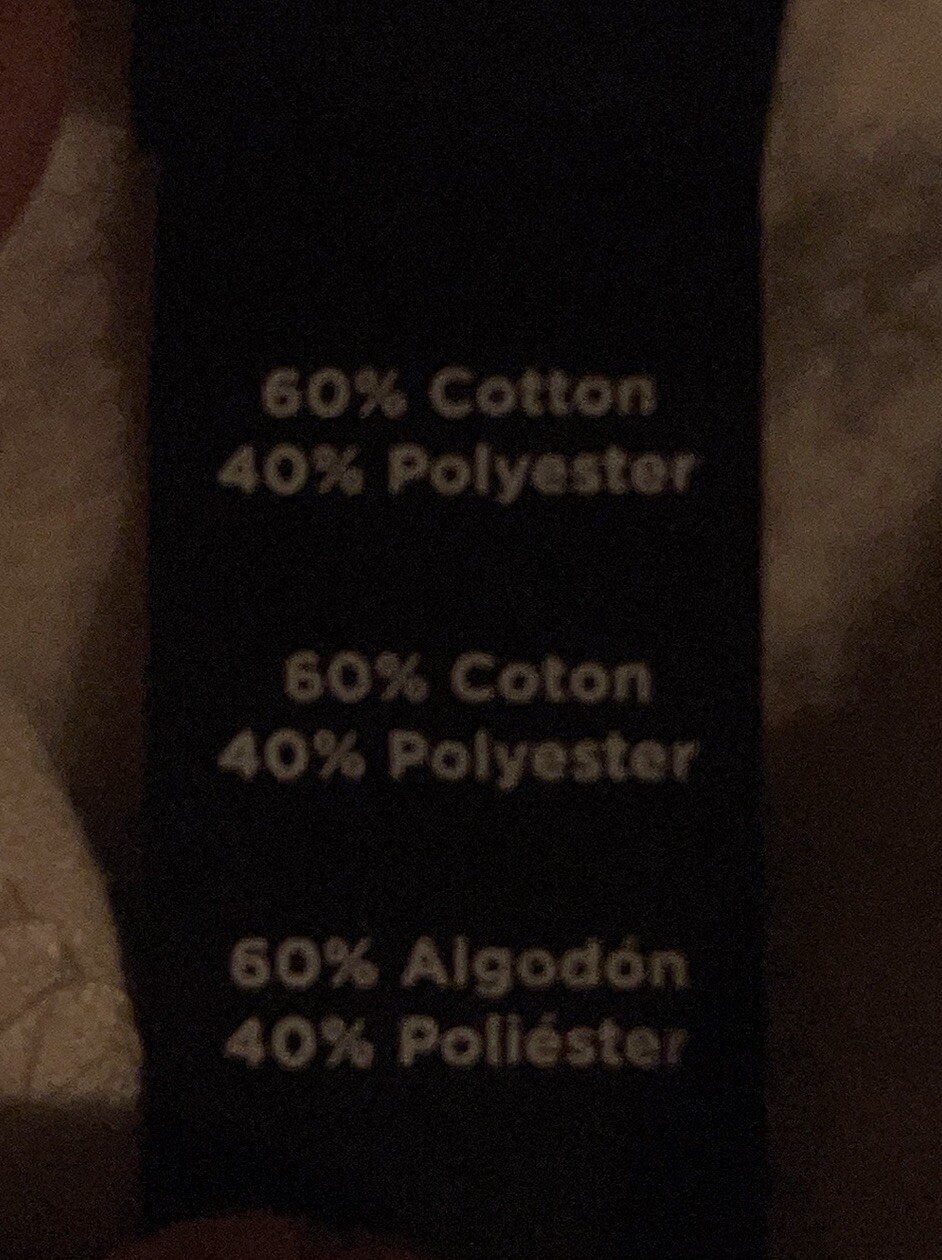 60% Cotton
40% Polyester
60% Coton
40% Polyester
60% Algodón
40% Poliéster